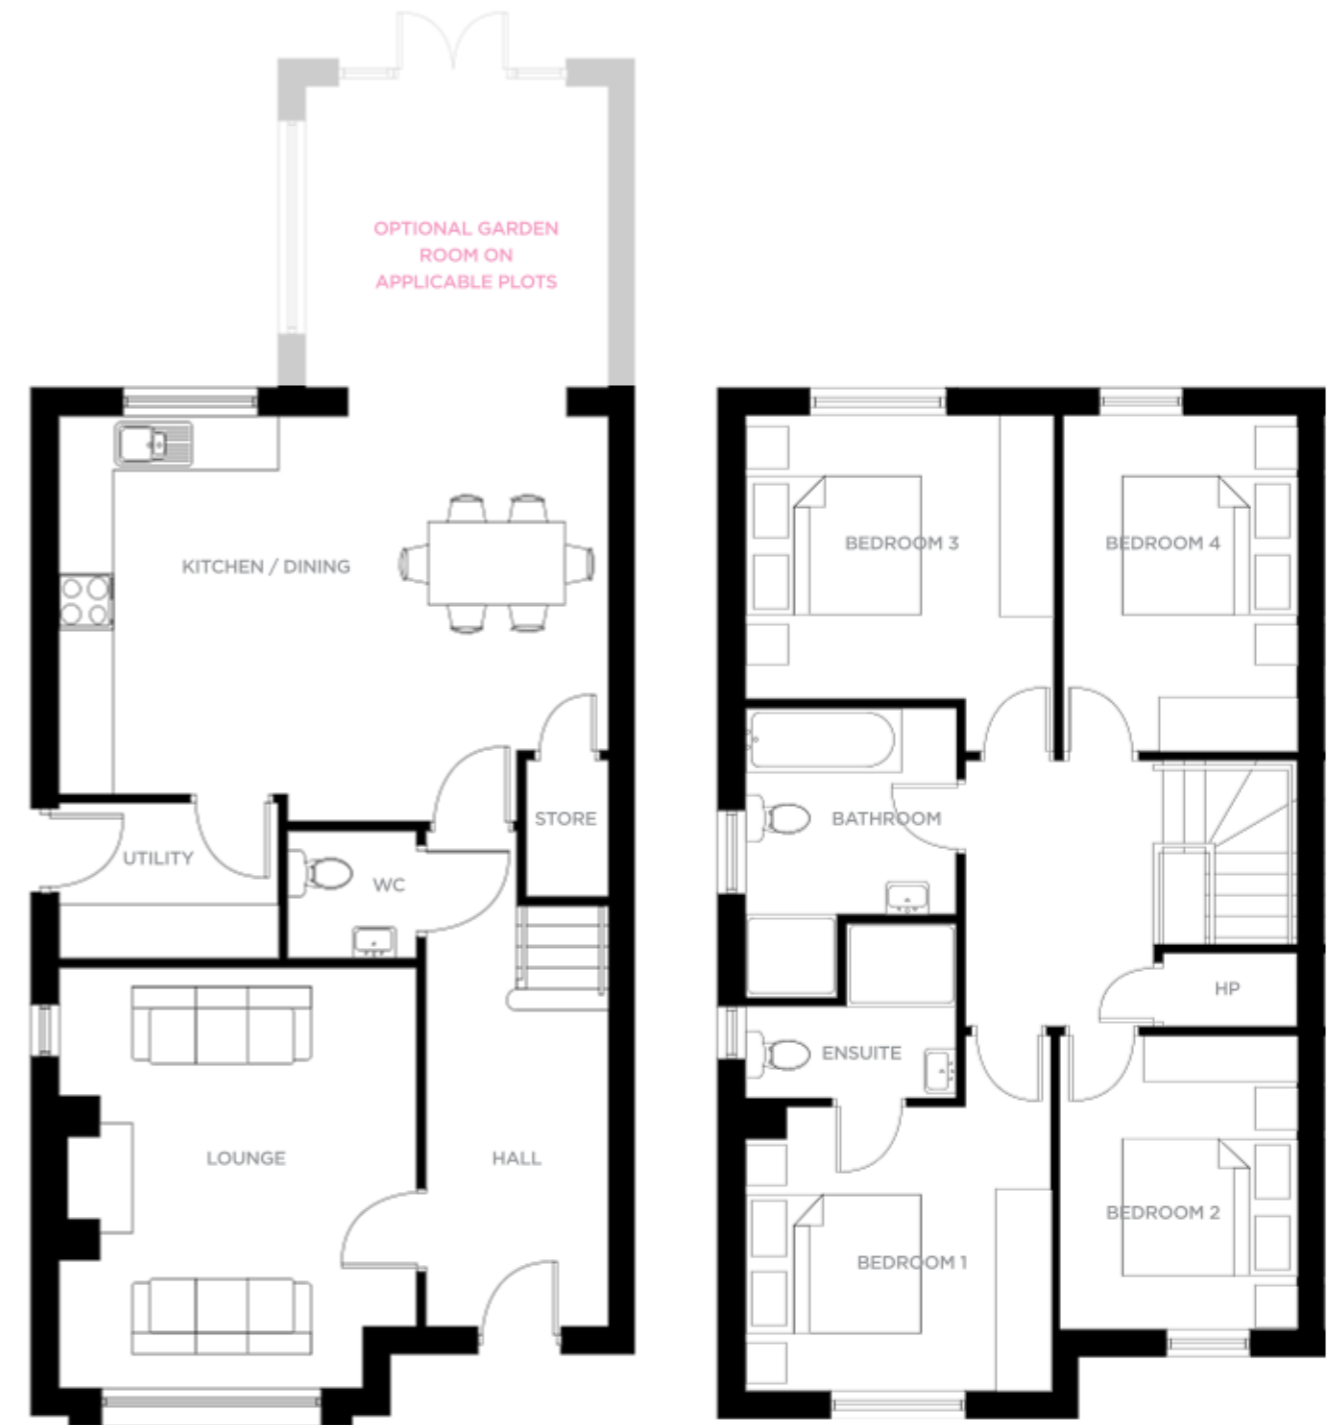 OPTIONAL GARDEN
ROOM ON
APPLICABLE PLOTS
KITCHEN / DINING
STORE
UTILITY
WC
LOUNGE
HALL
BEDROOM 3
BEDROOM 4
BATHROOM
HP
ENSUITE
BEDROOM 2
BEDROOM 1